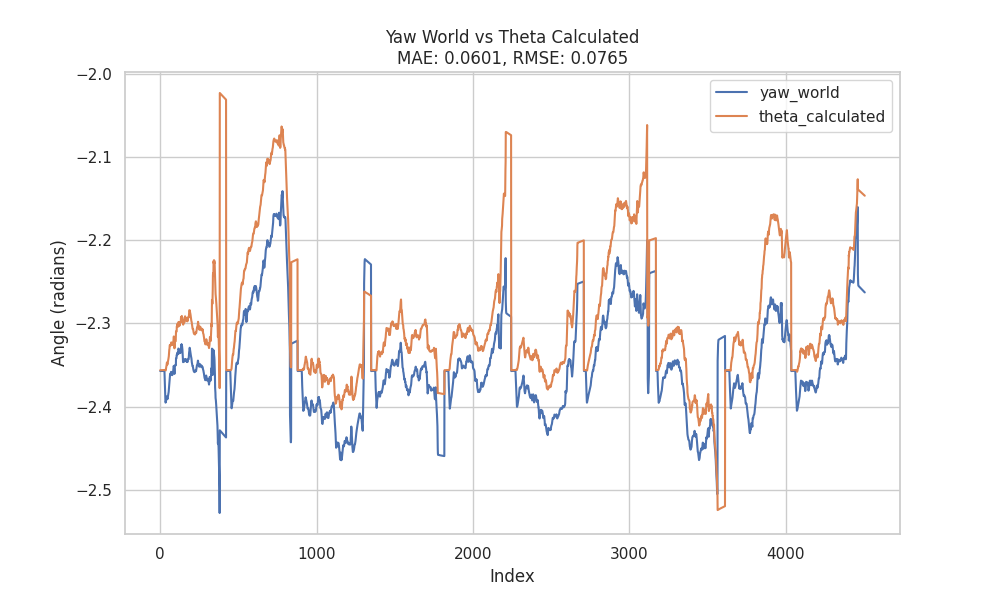 Yaw World vs Theta Calculated
MAE: 0.0601, RMSE: 0.0765
yaw_world
theta_calculated
Angle (radians)
−2.0
−2.1
−2.2
−2.3
−2.4
−2.5
0 1000 2000 3000 4000
Index